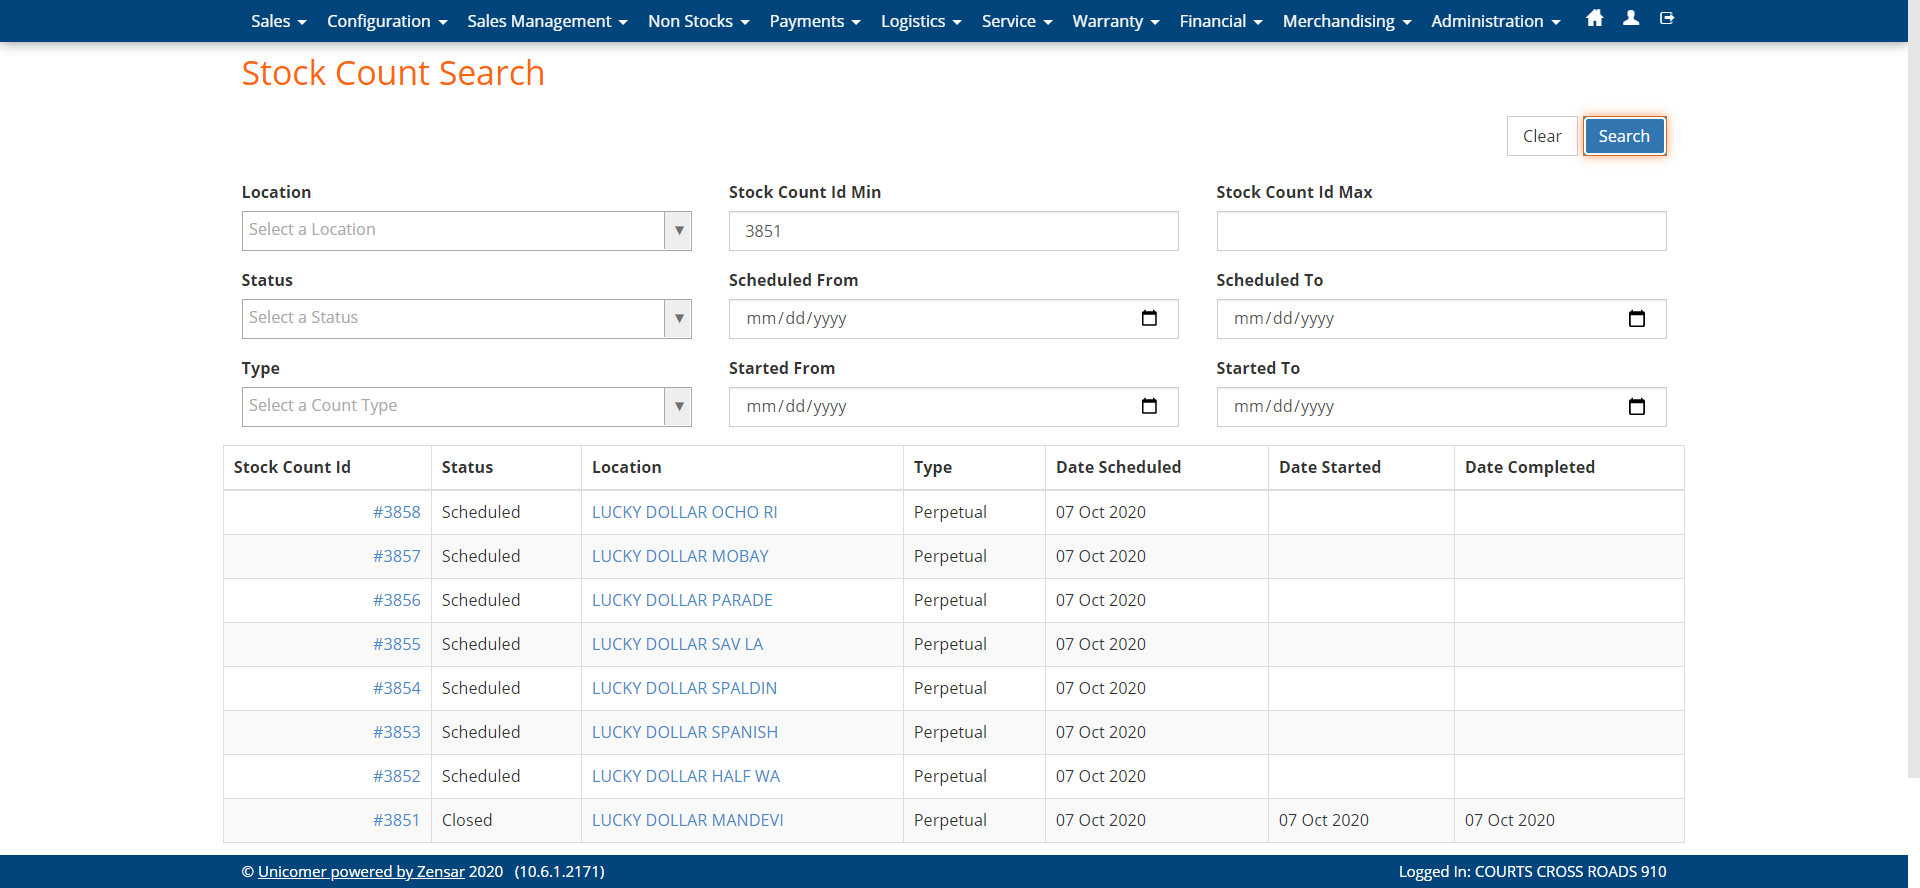 Sales Configuration Sales Management Non Stocks Payments Logistics Service Warranty Financial Merchandising Administration
Stock Count Search
Clear Search
Location Stock Count Id Min Stock Count Id Max
Select a Location 3851
Status Scheduled From Scheduled To
Select a Status mm/dd/yyyy mm/dd/yyyy
Type Started From Started To
Select a Count Type mm/dd/yyyy mm/dd/yyyy
Stock Count Id Status Location Type Date Scheduled Date Started Date Completed
#3858 Scheduled LUCKY DOLLAR OCHO RI Perpetual 07 Oct 2020
#3857 Scheduled LUCKY DOLLAR MOBAY Perpetual 07 Oct 2020
#3856 Scheduled LUCKY DOLLAR PARADE Perpetual 07 Oct 2020
#3855 Scheduled LUCKY DOLLAR SAV LA Perpetual 07 Oct 2020
#3854 Scheduled LUCKY DOLLAR SPALDIN Perpetual 07 Oct 2020
#3853 Scheduled LUCKY DOLLAR SPANISH Perpetual 07 Oct 2020
#3852 Scheduled LUCKY DOLLAR HALF WA Perpetual 07 Oct 2020
#3851 Closed LUCKY DOLLAR MANDEVI Perpetual 07 Oct 2020 07 Oct 2020 07 Oct 2020
© Unicomer powered by Zensar 2020 (10.6.1.2171) Logged In: COURTS CROSS ROADS 910